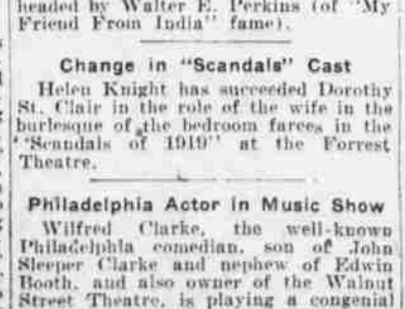 headed by Walter E. Perkins (of "My
Friend From India" fame).
Change in "Scandals" Cast
Helen Knight has succeeded Dorothy
St. Clair in the role of the wife in the
burlesque of the bedroom farces in the
"Scandals of 1919" at the Forrest
Theatre.
Philadelphia Actor in Music Show
Wilfred Clarke, the well-known
Philadelphia comedian, son of John
Sleeper Clarke and nephew of Edwin
Booth, and also owner of the Walnut
Street Theatre, is playing a congenial